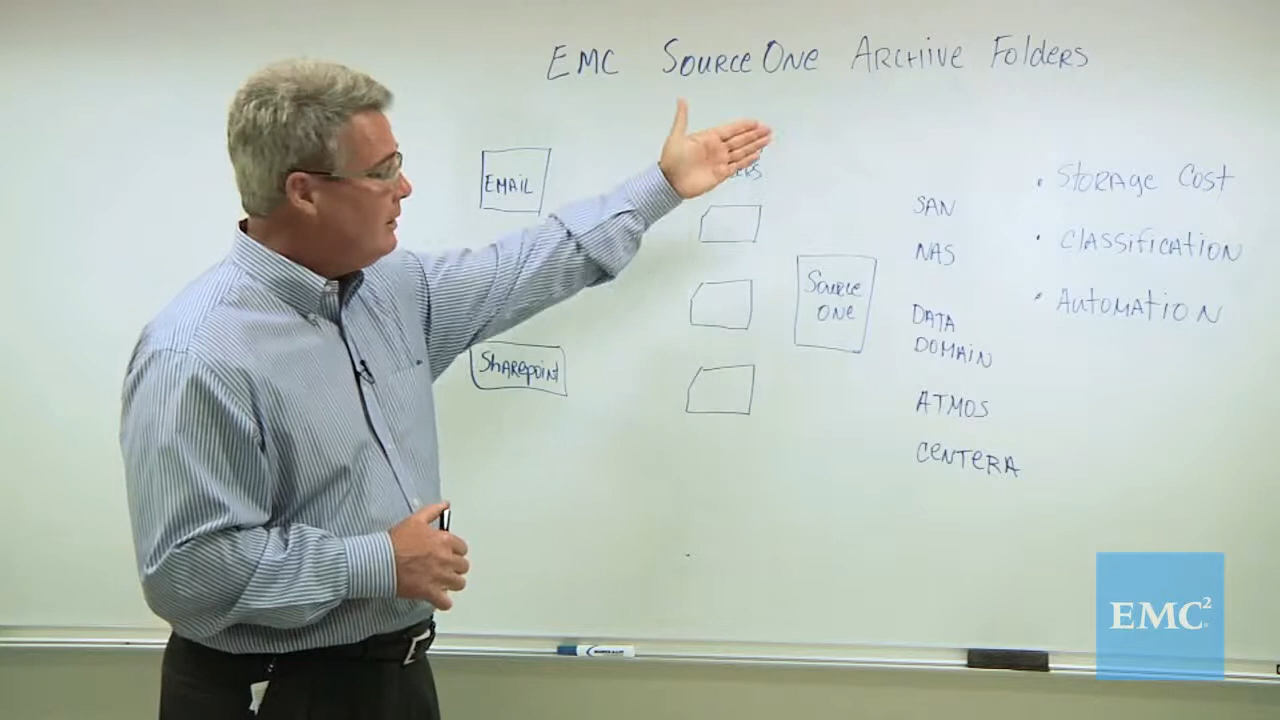 EMC SourceOne Archive Folders
EMAIL
SharePoint
Source
One
SAN
NAS
DATA
DOMAIN
ATMOS
CENTERA
• Storage Cost
• Classification
• Automation
EMC²